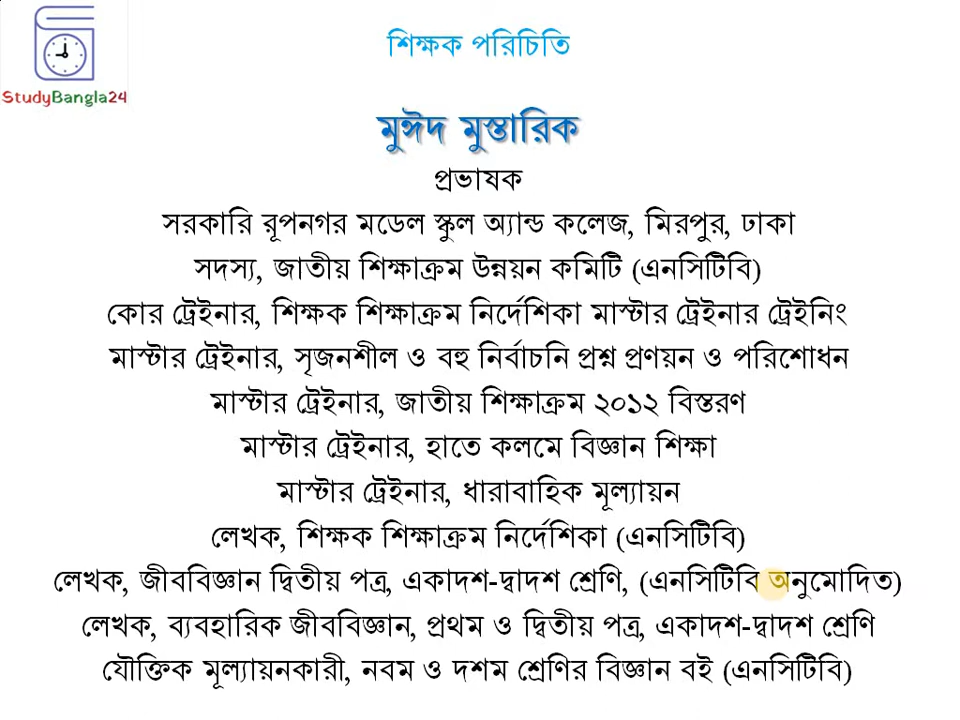 StudyBangla24
শিক্ষক পরিচিতি
মুঈদ মুস্তারিক
প্রভাষক
সরকারি রূপনগর মডেল স্কুল অ্যান্ড কলেজ, মিরপুর, ঢাকা
সদস্য, জাতীয় শিক্ষাক্রম উন্নয়ন কমিটি (এনসিটিবি)
কোর ট্রেইনার, শিক্ষক শিক্ষাক্রম নির্দেশিকা মাস্টার ট্রেইনার ট্রেইনিং
মাস্টার ট্রেইনার, সৃজনশীল ও বহু নির্বাচনি প্রশ্ন প্রণয়ন ও পরিশোধন
মাস্টার ট্রেইনার, জাতীয় শিক্ষাক্রম ২০১২ বিস্তরণ
মাস্টার ট্রেইনার, হাতে কলমে বিজ্ঞান শিক্ষা
মাস্টার ট্রেইনার, ধারাবাহিক মূল্যায়ন
লেখক, শিক্ষক শিক্ষাক্রম নির্দেশিকা (এনসিটিবি)
লেখক, জীববিজ্ঞান দ্বিতীয় পত্র, একাদশ-দ্বাদশ শ্রেণি, (এনসিটিবি অনুমোদিত)
লেখক, ব্যবহারিক জীববিজ্ঞান, প্রথম ও দ্বিতীয় পত্র, একাদশ-দ্বাদশ শ্রেণি
যৌক্তিক মূল্যায়নকারী, নবম ও দশম শ্রেণির বিজ্ঞান বই (এনসিটিবি)